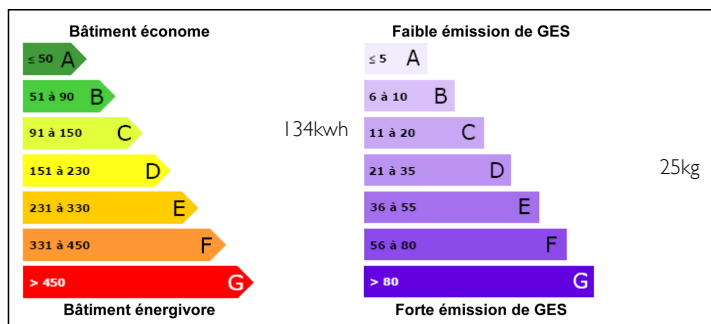 Bâtiment économe
≤ 50 A
51 à 90 B
91 à 150 C
134kwh
151 à 230 D
231 à 330 E
331 à 450 F
> 450 G
Bâtiment énergivore
Faible émission de GES
≤ 5 A
6 à 10 B
11 à 20 C
21 à 35 D
25kg
36 à 55 E
56 à 80 F
> 80 G
Forte émission de GES